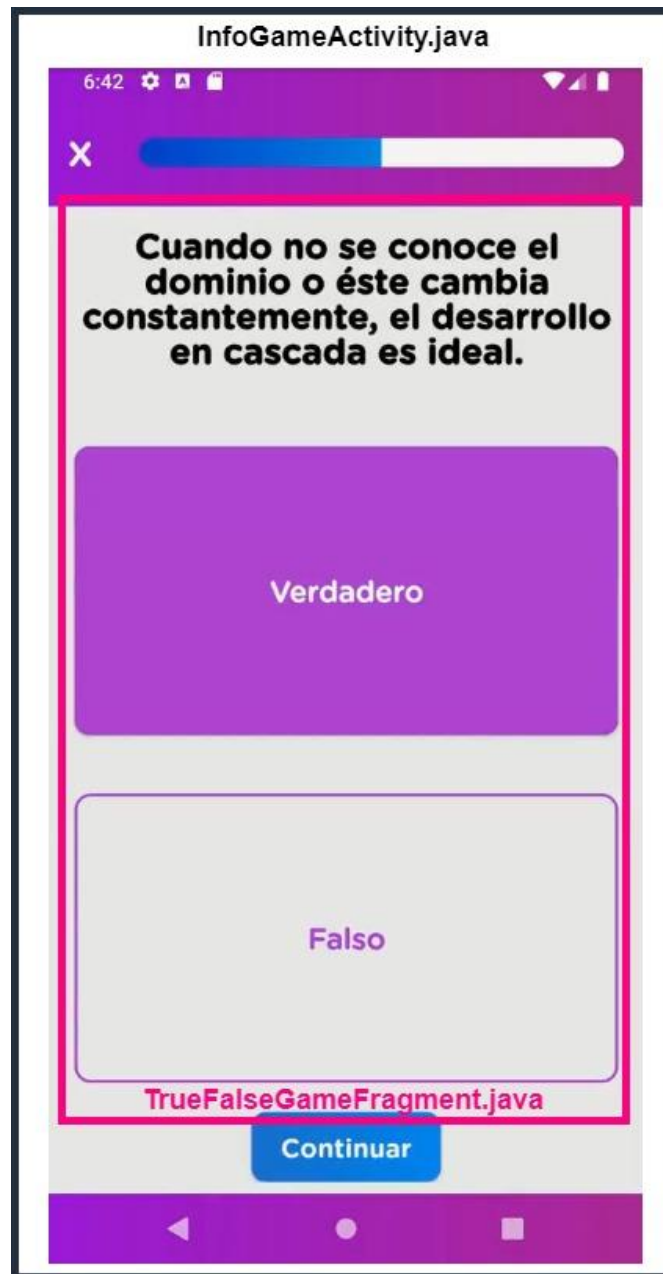 InfoGameActivity.java
6:42
Cuando no se conoce el
dominio o éste cambia
constantemente, el desarrollo
en cascada es ideal.
Verdadero
Falso
TrueFalseGameFragment.java
Continuar